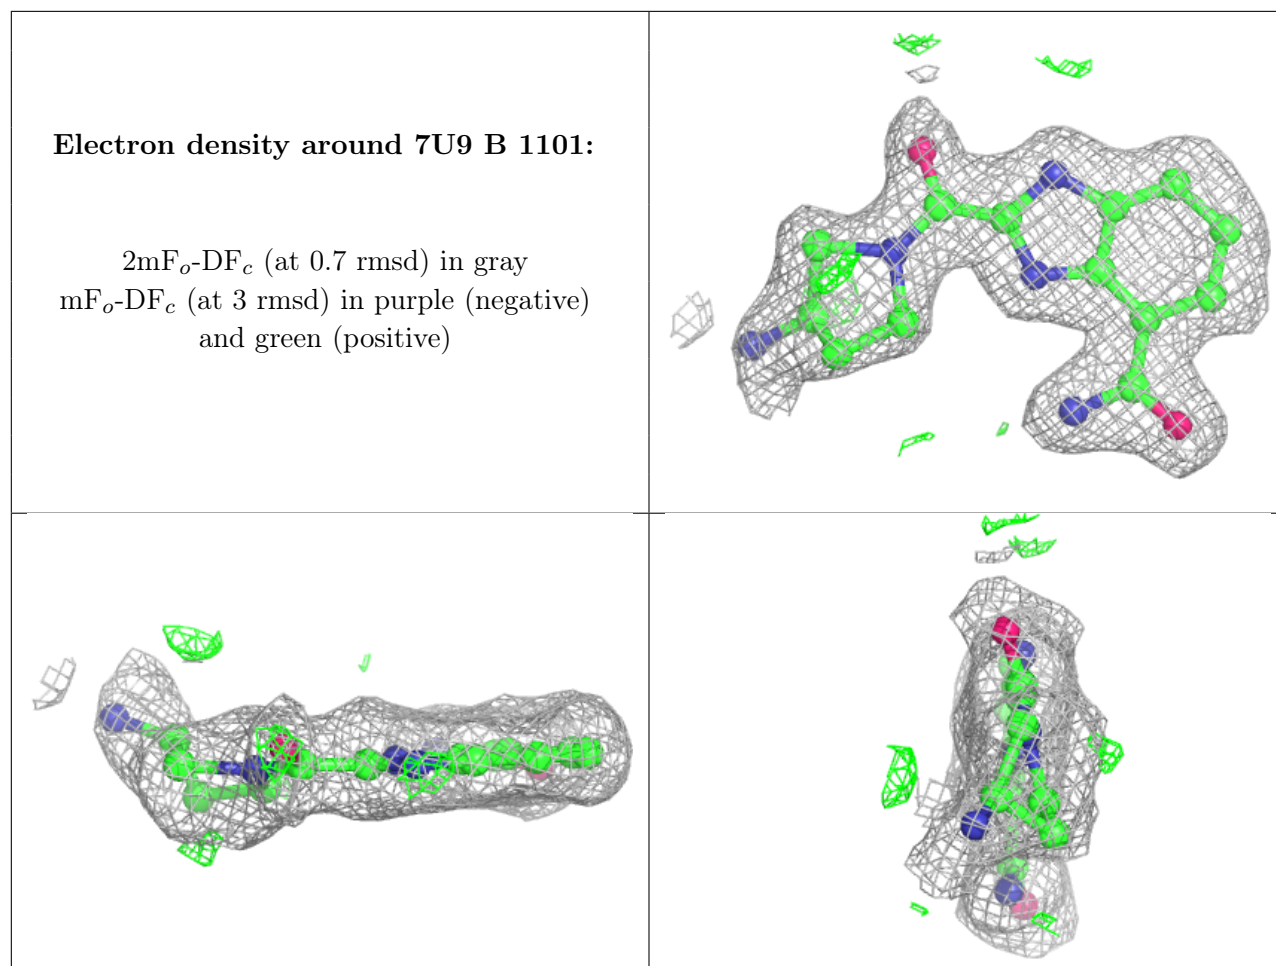 Electron density around 7U9 B 1101:
2mFₒ-DF𝒸 (at 0.7 rmsd) in gray
mFₒ-DF𝒸 (at 3 rmsd) in purple (negative)
and green (positive)